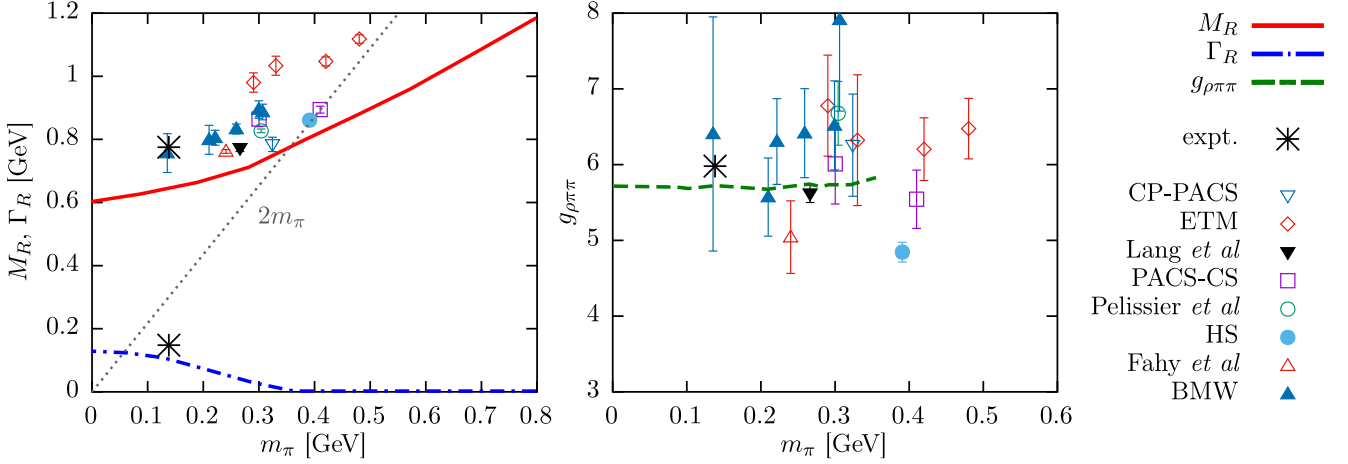 M_R, Γ_R [GeV]
1.2
1
0.8
0.6
0.4
0.2
0
2m_π
0 0.1 0.2 0.3 0.4 0.5 0.6 0.7 0.8
m_π [GeV]
g_ρππ
8
7
6
5
4
3
0 0.1 0.2 0.3 0.4 0.5 0.6
m_π [GeV]
M_R
Γ_R
g_ρππ
expt.
CP-PACS
ETM
Lang et al
PACS-CS
Pelissier et al
HS
Fahy et al
BMW